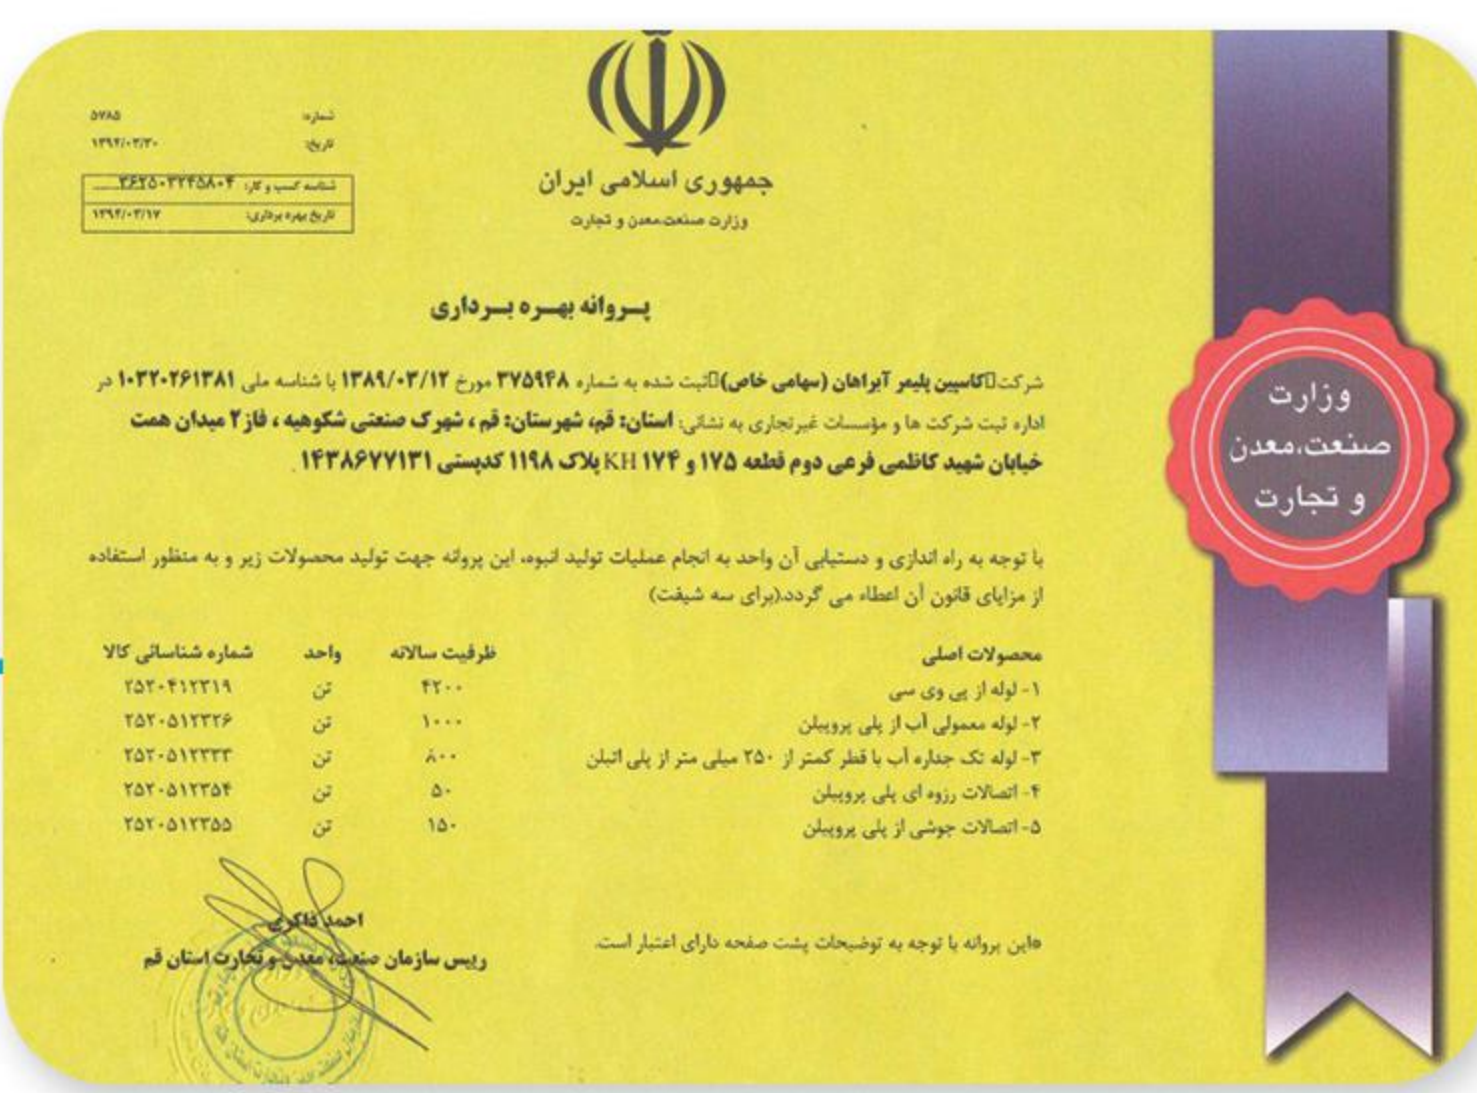 جمهوری اسلامی ایران
وزارت صنعت،معدن و تجارت
شماره: ۵۷۸۵
تاریخ: ۱۳۹۴/۰۳/۳۰
شناسه کسب و کار: ۳۶۲۵۰۳۲۴۵۸۰۴
تاریخ بهره برداری: ۱۳۹۴/۰۳/۱۷
پــروانه بهــره بــرداری
شرکت کاسپین پلیمر آبراهان (سهامی خاص) ثبت شده به شماره ۳۷۵۹۴۸ مورخ ۱۳۸۹/۰۳/۱۲ با شناسه ملی ۱۰۳۲۰۲۶۱۳۸۱ در
اداره ثبت شرکت ها و مؤسسات غیرتجاری به نشانی: استان: قم، شهرستان: قم ، شهرک صنعتی شکوهیه ، فاز۲ میدان همت
خیابان شهید کاظمی فرعی دوم قطعه ۱۷۵ و ۱۷۴ KH پلاک ۱۱۹۸ کدپستی ۱۴۳۸۶۷۷۱۳۱ .
با توجه به راه اندازی و دستیابی آن واحد به انجام عملیات تولید انبوه، این پروانه جهت تولید محصولات زیر و به منظور استفاده
از مزایای قانون آن اعطاء می گردد.(برای سه شیفت)
محصولات اصلی ظرفیت سالانه واحد شماره شناسائی کالا
۱- لوله از پی وی سی ۴۲۰۰ تن ۲۵۲۰۴۱۲۳۱۹
۲- لوله معمولی آب از پلی پروپیلن ۱۰۰۰ تن ۲۵۲۰۵۱۲۳۲۶
۳- لوله تک جداره آب با قطر کمتر از ۲۵۰ میلی متر از پلی اتیلن ۸۰۰ تن ۲۵۲۰۵۱۲۳۳۳
۴- اتصالات رزوه ای پلی پروپیلن ۵۰ تن ۲۵۲۰۵۱۲۳۵۴
۵- اتصالات جوشی از پلی پروپیلن ۱۵۰ تن ۲۵۲۰۵۱۲۳۵۵
احمد ذاکری
رییس سازمان صنعت، معدن و تجارت استان قم
*این پروانه با توجه به توضیحات پشت صفحه دارای اعتبار است.
وزارت
صنعت،معدن
و تجارت